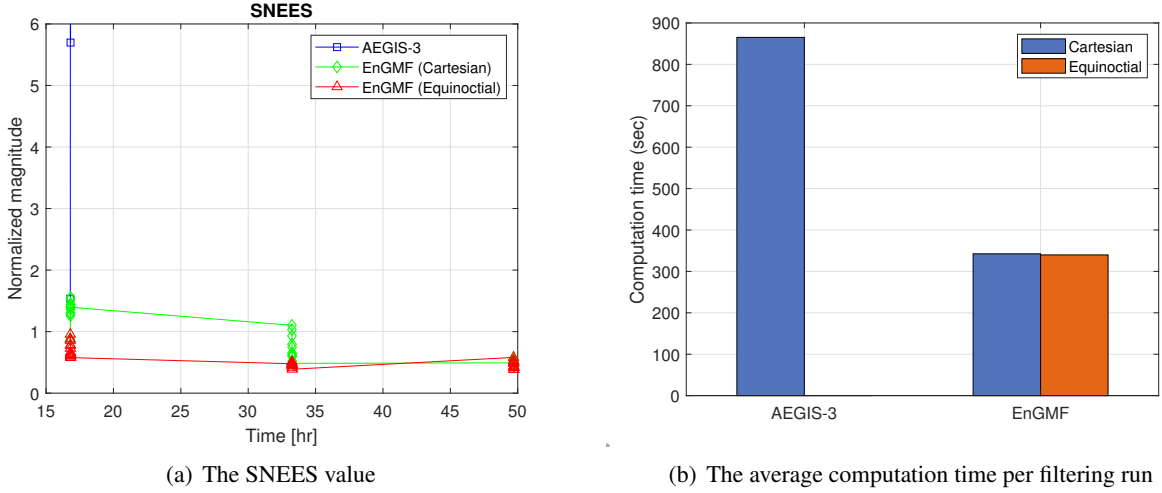 SNEES
6
5
4
3
2
1
0
Normalized magnitude
AEGIS-3
EnGMF (Cartesian)
EnGMF (Equinoctial)
15 20 25 30 35 40 45 50
Time [hr]
(a) The SNEES value
900
800
700
600
500
400
300
200
100
0
Computation time (sec)
Cartesian
Equinoctial
AEGIS-3 EnGMF
(b) The average computation time per filtering run